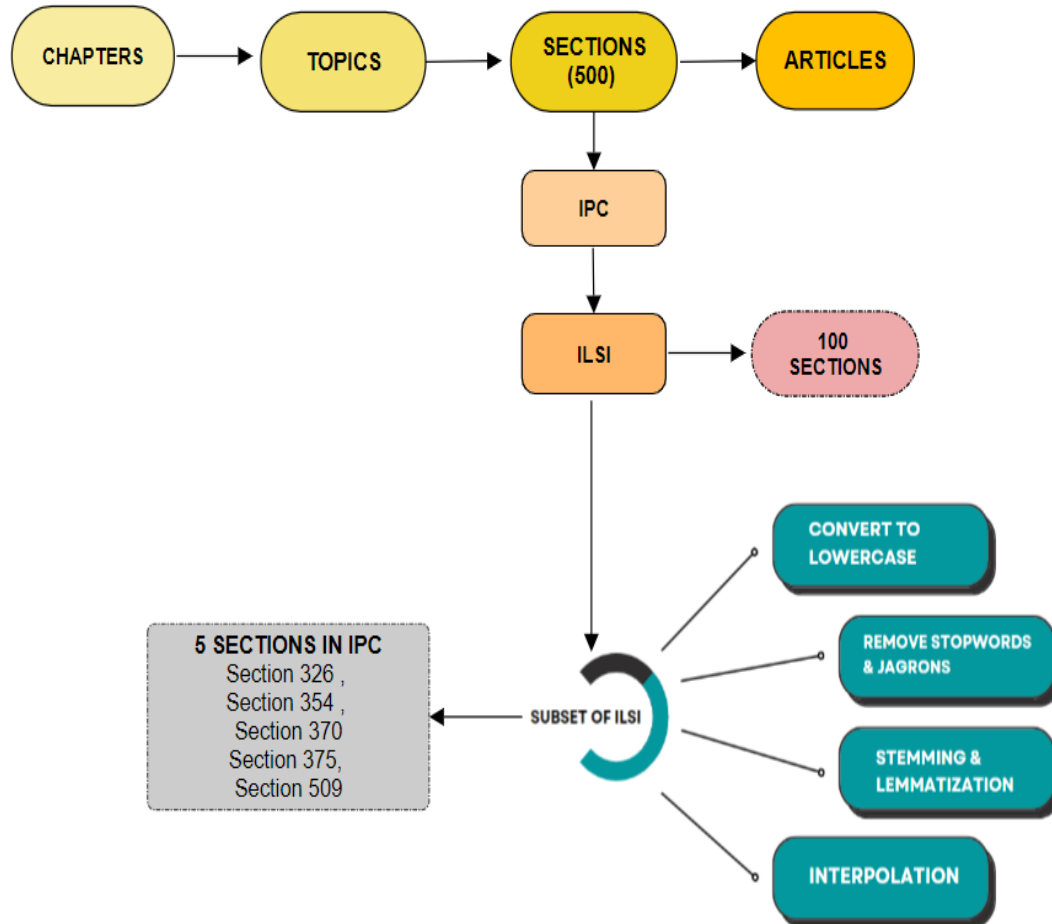 CHAPTERS
TOPICS
SECTIONS
(500)
ARTICLES
IPC
ILSI
100
SECTIONS
CONVERT TO
LOWERCASE
5 SECTIONS IN IPC
Section 326 ,
Section 354 ,
Section 370
Section 375,
Section 509
SUBSET OF ILSI
REMOVE STOPWORDS
& JAGRONS
STEMMING &
LEMMATIZATION
INTERPOLATION